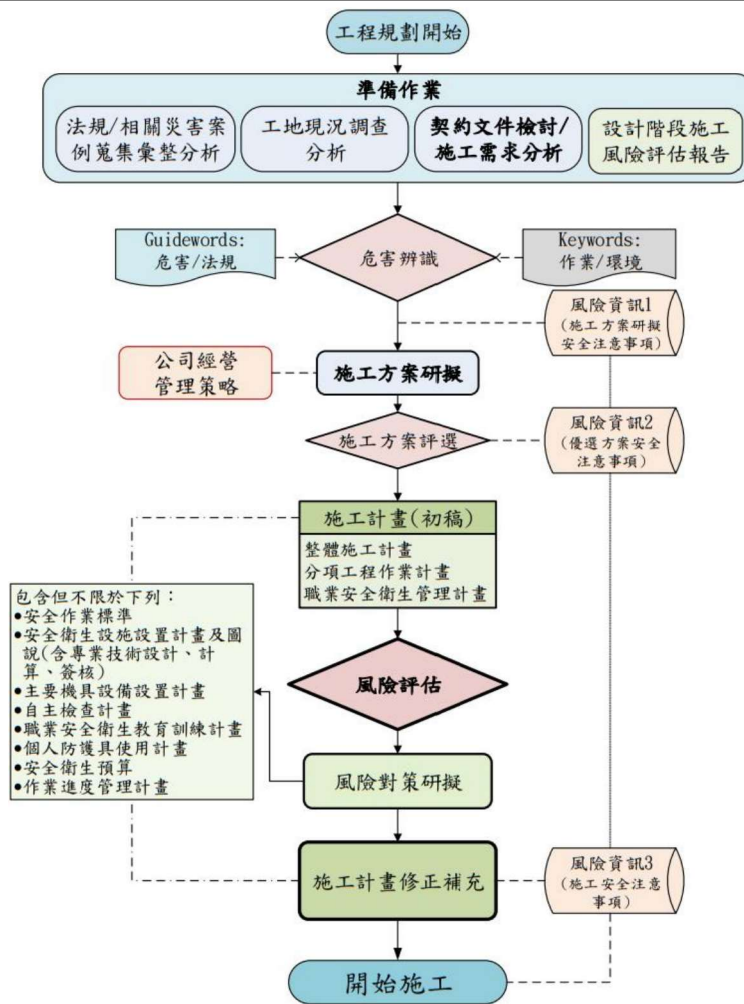 工程規劃開始
準備作業
法規/相關災害案
例蒐集彙整分析
工地現況調查
分析
契約文件檢討/
施工需求分析
設計階段施工
風險評估報告
Guidewords:
危害/法規
危害辨識
Keywords:
作業/環境
風險資訊1
(施工方案研擬
安全注意事項)
公司經營
管理策略
施工方案研擬
施工方案評選
風險資訊2
(優選方案安全
注意事項)
施工計畫(初稿)
整體施工計畫
分項工程作業計畫
職業安全衛生管理計畫
包含但不限於下列：
●安全作業標準
●安全衛生設施設置計畫及圖
說(含專業技術設計、計
算、簽核)
●主要機具設備設置計畫
●自主檢查計畫
●職業安全衛生教育訓練計畫
●個人防護具使用計畫
●安全衛生預算
●作業進度管理計畫
風險評估
風險對策研擬
施工計畫修正補充
風險資訊3
(施工安全注意
事項)
開始施工